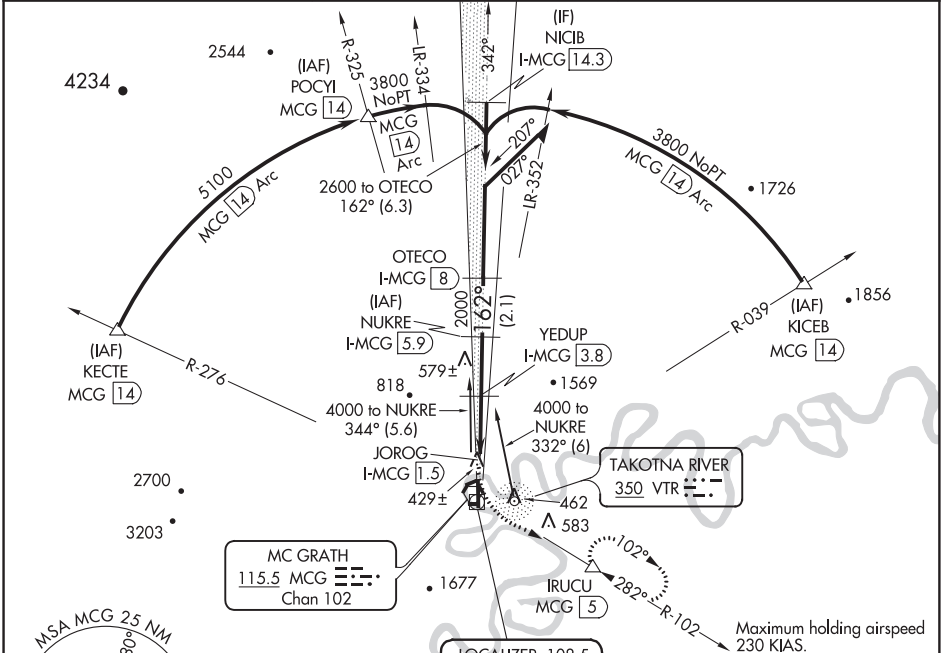 2544
4234
(IAF)
POCYI
MCG 14
R-325
3800
NoPT
MCG
14
Arc
LR-334
342°
(IF)
NICIB
I-MCG 14.3
5100
MCG 14 Arc
2600 to OTECO
162° (6.3)
207°
027°
LR-352
3800 NoPT
MCG 14 Arc
1726
OTECO
I-MCG 8
2000
162°
(2.1)
(IAF)
NUKRE
I-MCG 5.9
YEDUP
I-MCG 3.8
R-039
(IAF)
KICEB
MCG 14
1856
(IAF)
KECTE
MCG 14
R-276
579±
818
1569
4000 to NUKRE
344° (5.6)
4000 to
NUKRE
332° (6)
JOROG
I-MCG 1.5
429±
TAKOTNA RIVER
350 VTR
462
583
2700
3203
MC GRATH
115.5 MCG
Chan 102
1677
102°
282°
R-102
IRUCU
MCG 5
Maximum holding airspeed
230 KIAS.
MSA MCG 25 NM